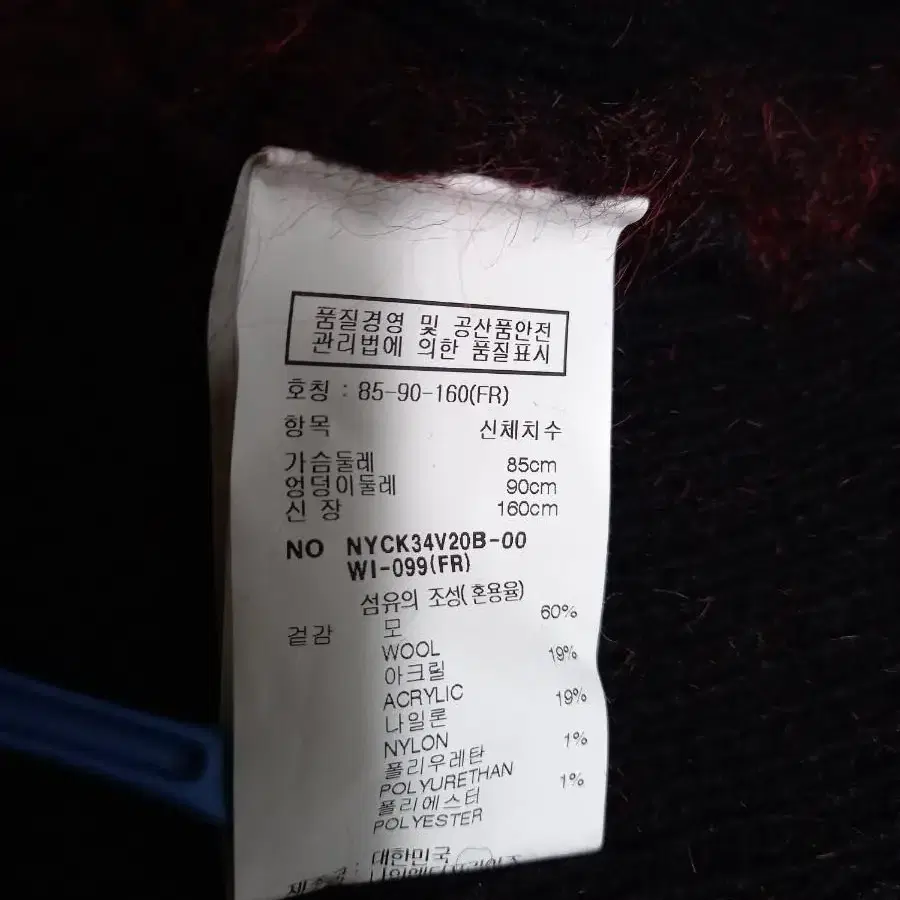 품질경영 및 공산품안전
관리법에 의한 품질표시
호칭 : 85-90-160(FR)
항목 신체치수
가슴둘레 85cm
엉덩이둘레 90cm
신 장 160cm
NO NYCK34V20B-00
WI-099(FR)
섬유의 조성(혼용율)
겉감 모 60%
WOOL
아크릴 19%
ACRYLIC
나일론 19%
NYLON
폴리우레탄 1%
POLYURETHAN
폴리에스터 1%
POLYESTER
제조국 : 대한민국